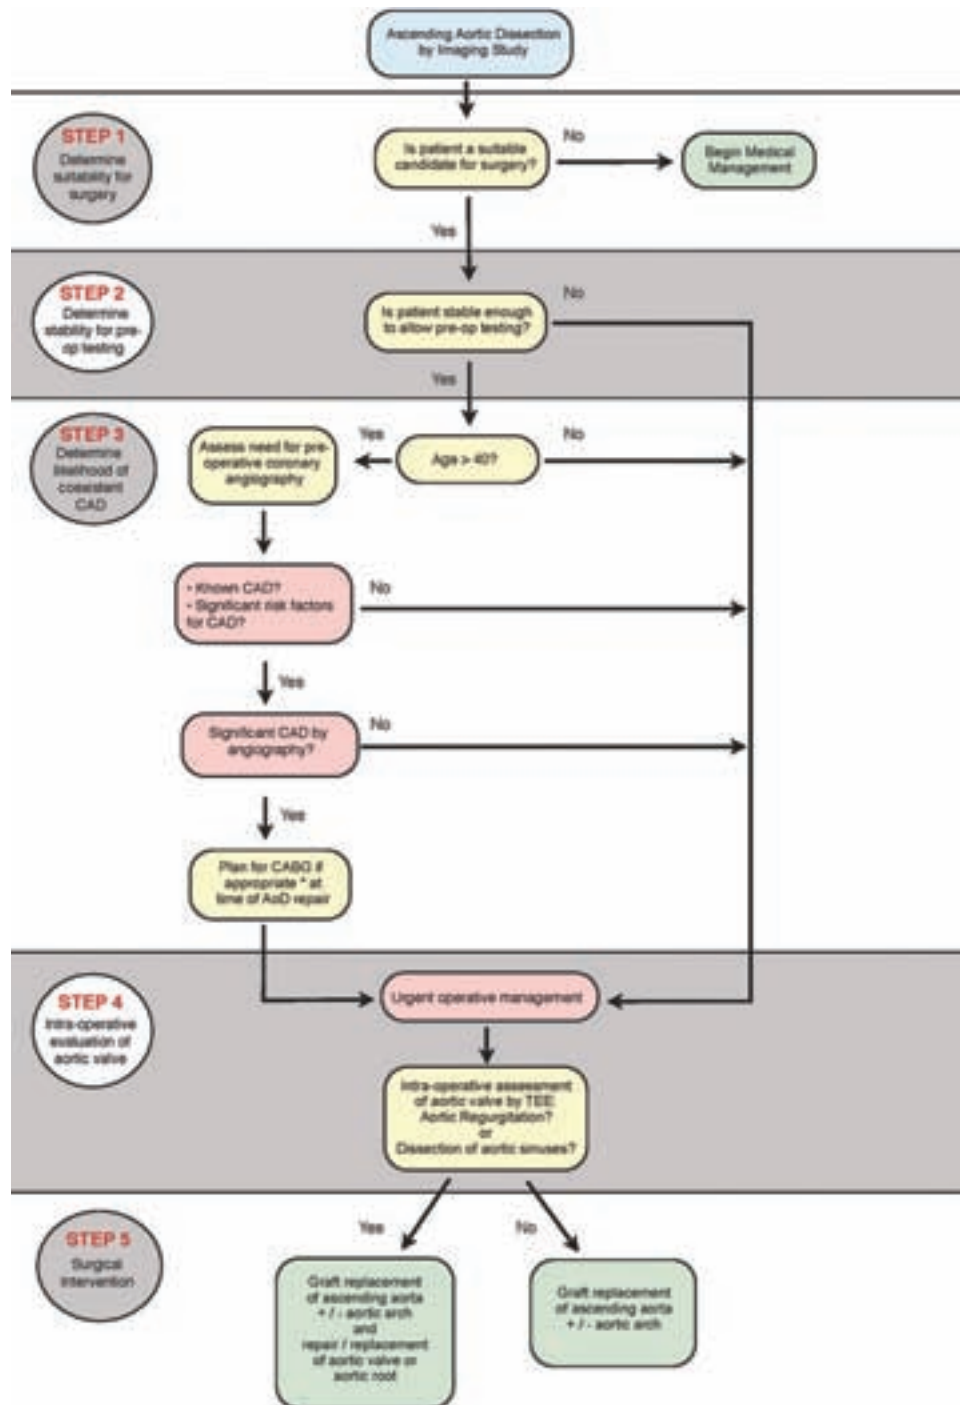 Ascending Aortic Dissection
by Imaging Study
STEP 1
Determine
suitability for
surgery
Is patient a suitable
candidate for surgery?
No
Begin Medical
Management
Yes
STEP 2
Determine
stability for pre-
op testing
Is patient stable enough
to allow pre-op testing?
No
Yes
STEP 3
Determine
likelihood of
coexistent
CAD
Assess need for pre-
operative coronary
angiography
Yes
Age > 40?
No
• Known CAD?
• Significant risk factors
for CAD?
No
Yes
Significant CAD by
angiography?
No
Yes
Plan for CABG if
appropriate * at
time of AoD repair
STEP 4
Intra-operative
evaluation of
aortic valve
Urgent operative management
Intra-operative assessment
of aortic valve by TEE
Aortic Regurgitation?
or
Dissection of aortic sinuses?
STEP 5
Surgical
Intervention
Yes
No
Graft replacement
of ascending aorta
+ / - aortic arch
and
repair / replacement
of aortic valve or
aortic root
Graft replacement
of ascending aorta
+ / - aortic arch